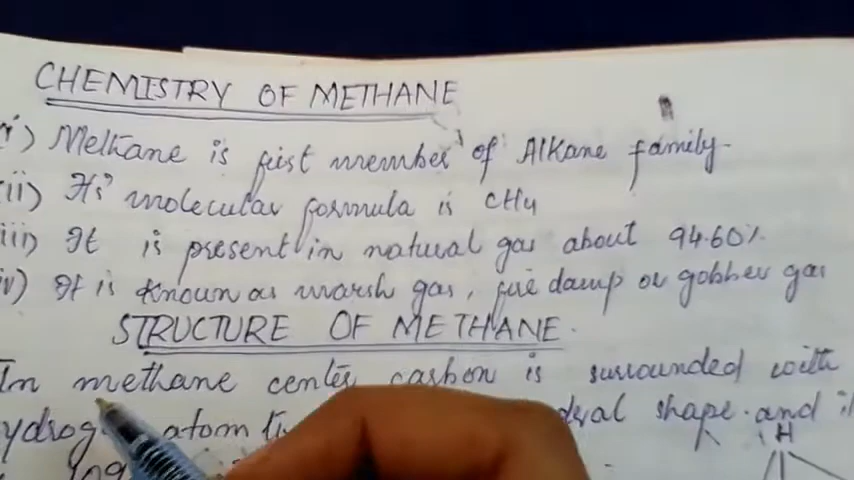 CHEMISTRY OF METHANE
i) Methane is first member of Alkane family.
ii) It's molecular formula is CH4
iii) It is present in natural gas about 94.60%.
iv) It is known as marsh gas, fire damp or gobber gas
STRUCTURE OF METHANE.
In methane center carbon is surrounded with
atom shape. and
H
109